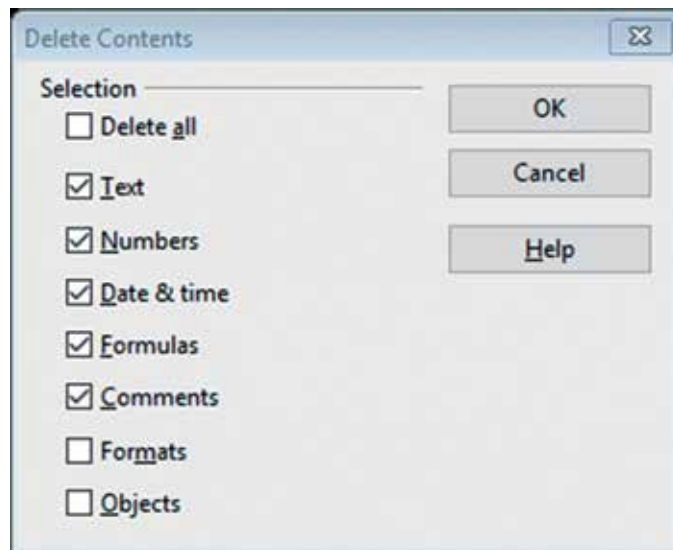 Delete Contents
Selection
Delete all
Text
Numbers
Date & time
Formulas
Comments
Formats
Objects
OK
Cancel
Help